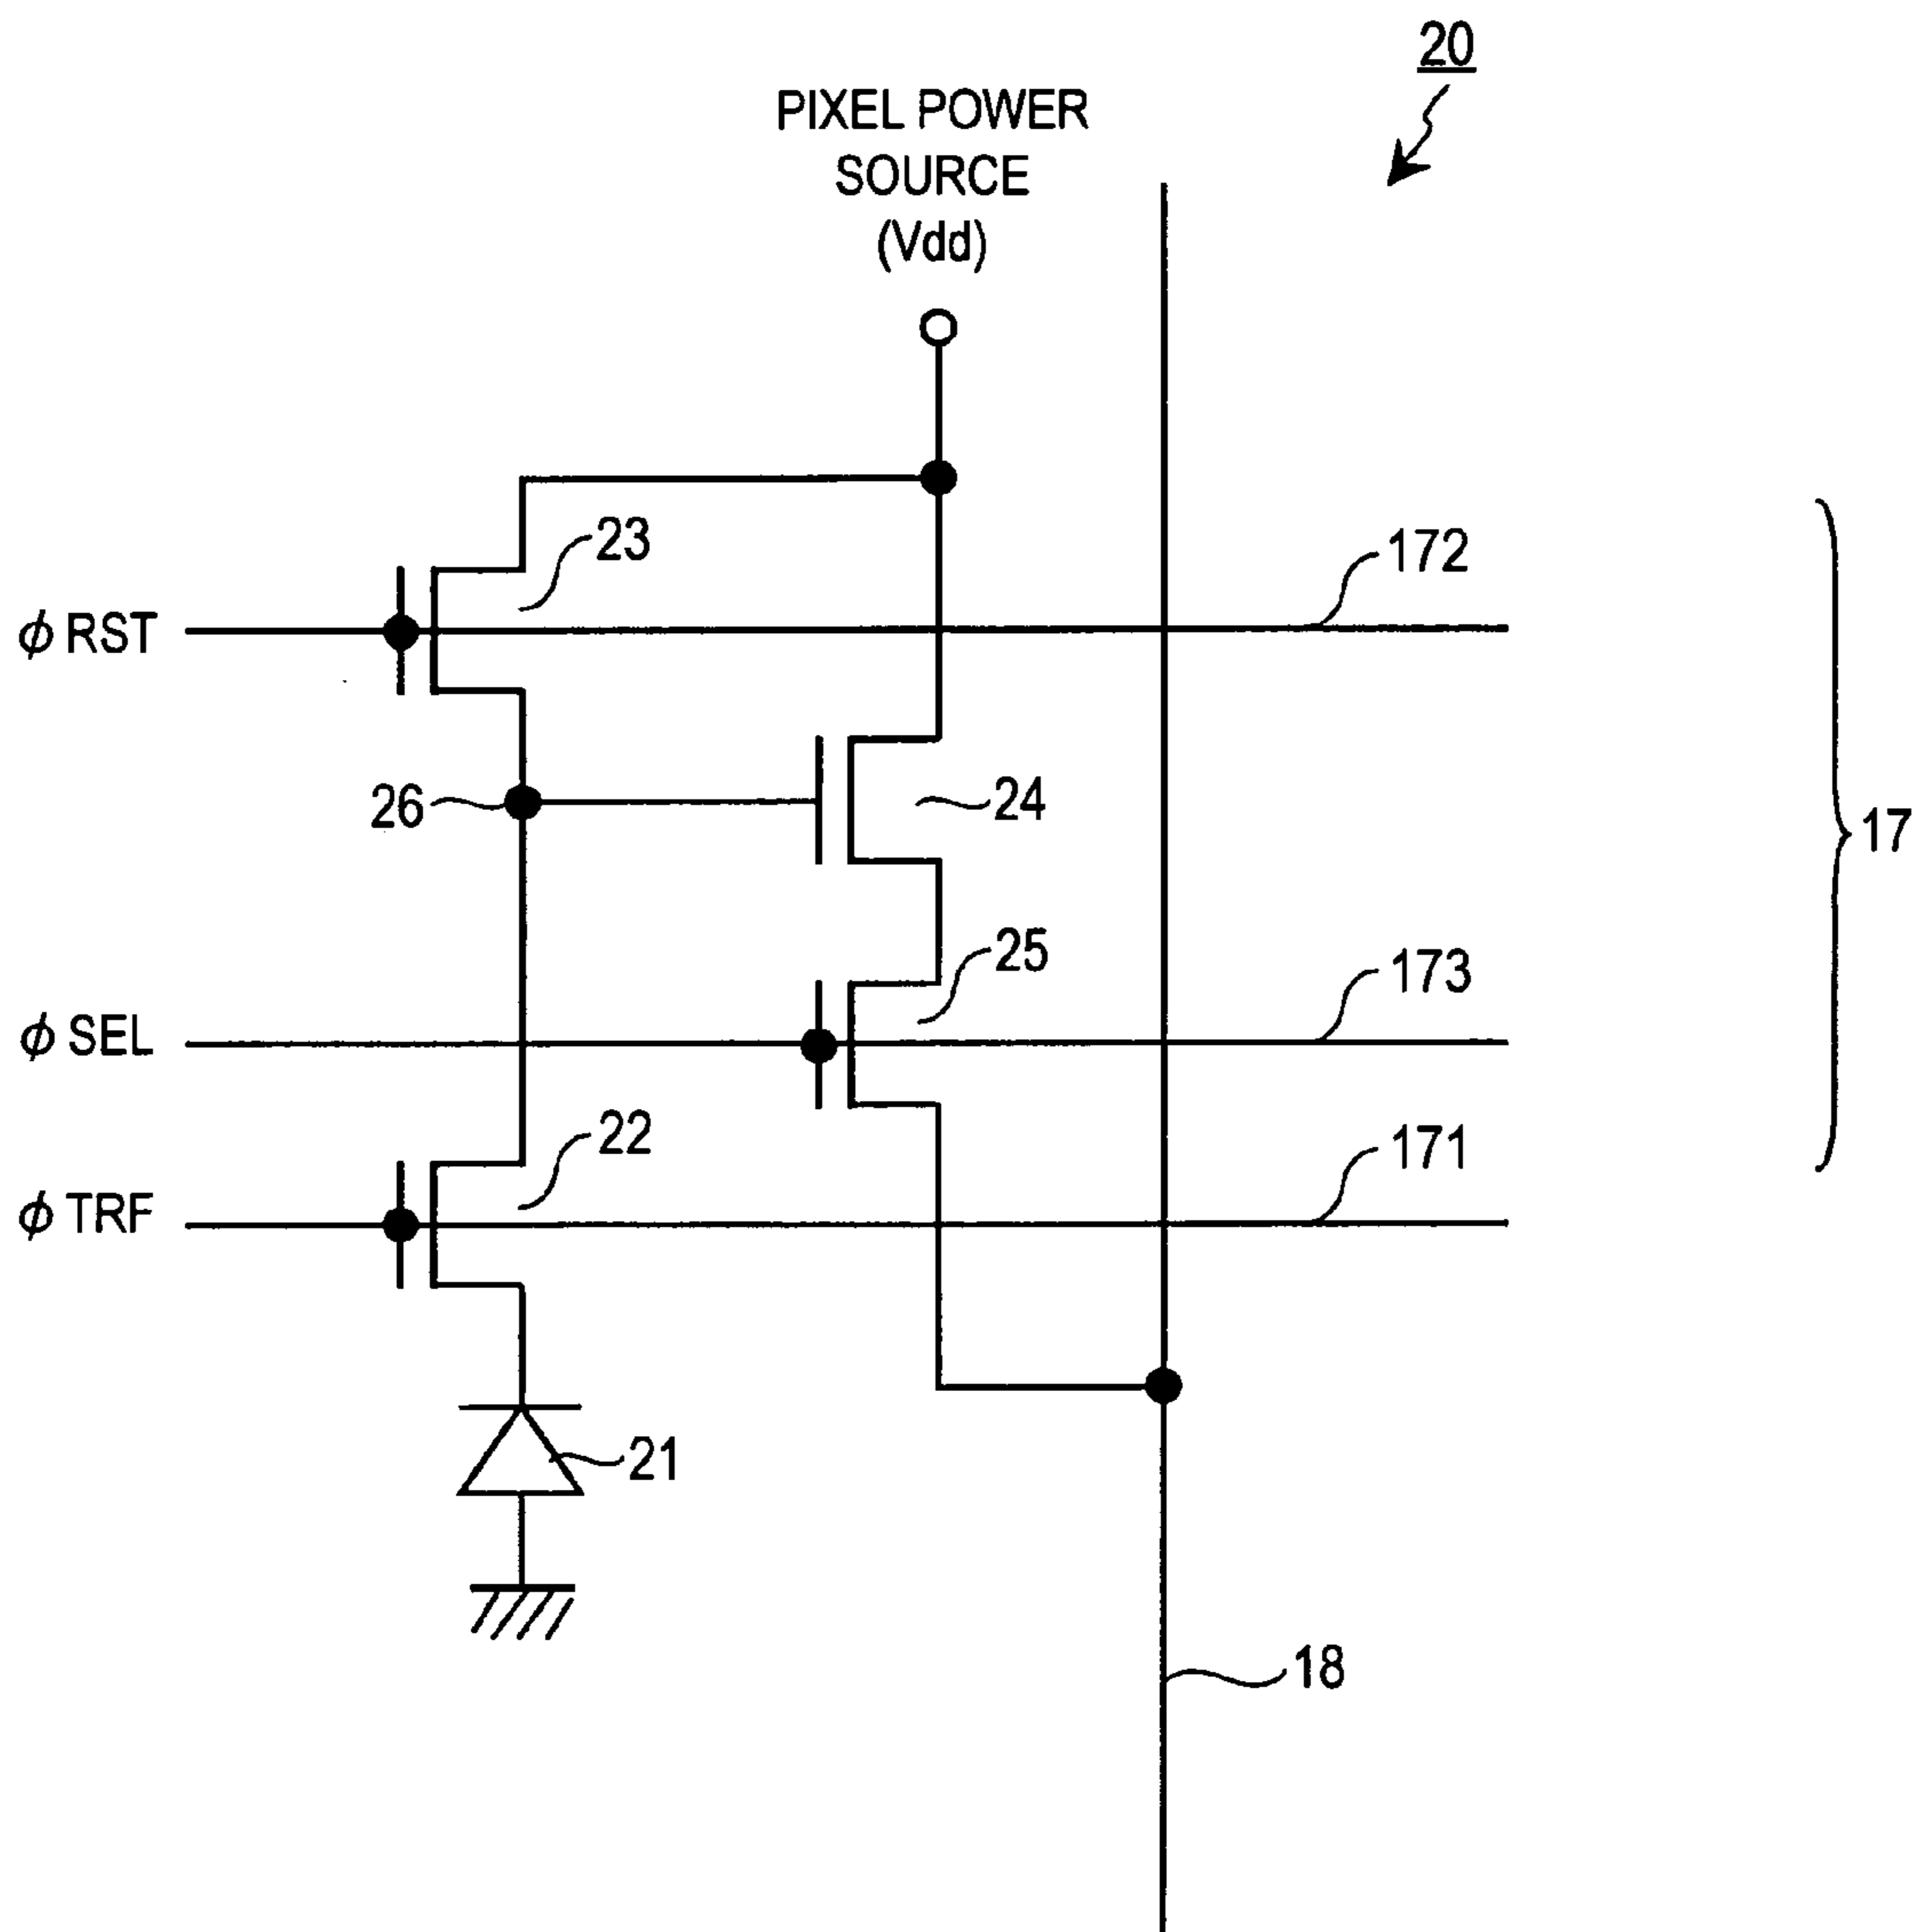 20
PIXEL POWER
SOURCE
(Vdd)
23
172
ϕ RST
26
24
17
25
173
ϕ SEL
22
171
ϕ TRF
21
18